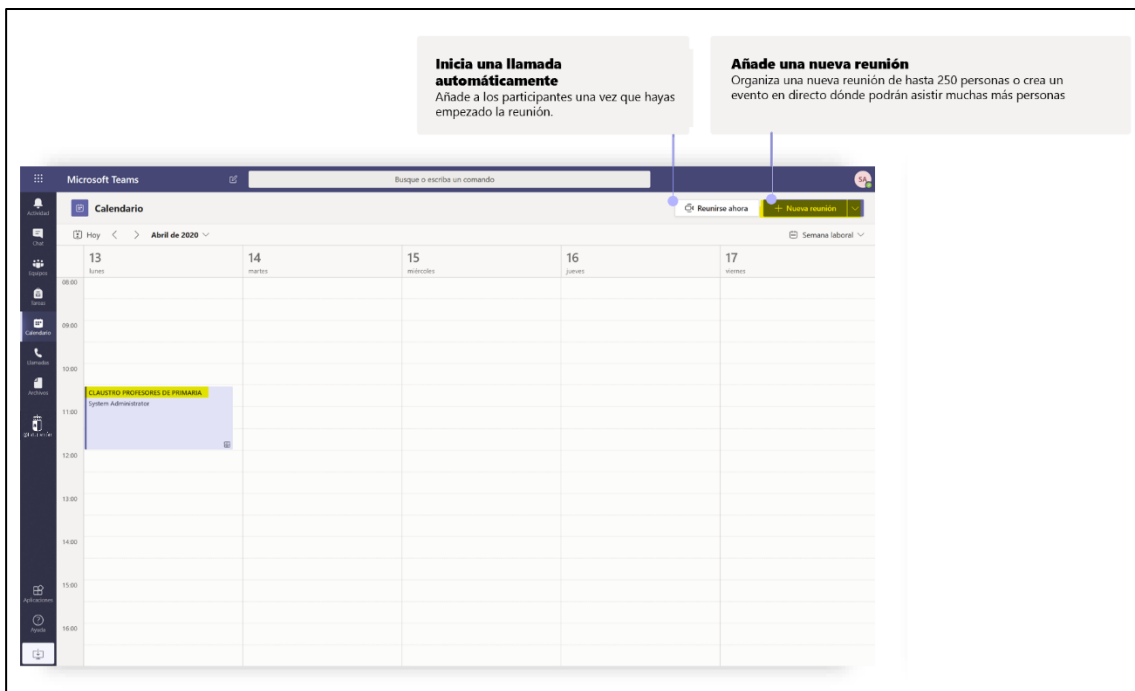 Inicia una llamada
automáticamente
Añade a los participantes una vez que hayas
empezado la reunión.
Añade una nueva reunión
Organiza una nueva reunión de hasta 250 personas o crea un
evento en directo dónde podrán asistir muchas más personas
Microsoft Teams
Busque o escriba un comando
SA
Actividad
Calendario
Reunirse ahora
+ Nueva reunión
Chat
Hoy
Abril de 2020
Semana laboral
Equipos
13
14
15
16
17
lunes
martes
miércoles
jueves
viernes
Tareas
08:00
Calendario
09:00
Llamadas
10:00
Archivos
CLAUSTRO PROFESORES DE PRIMARIA
System Administrator
11:00
12:00
13:00
14:00
15:00
Aplicaciones
Ayuda
16:00